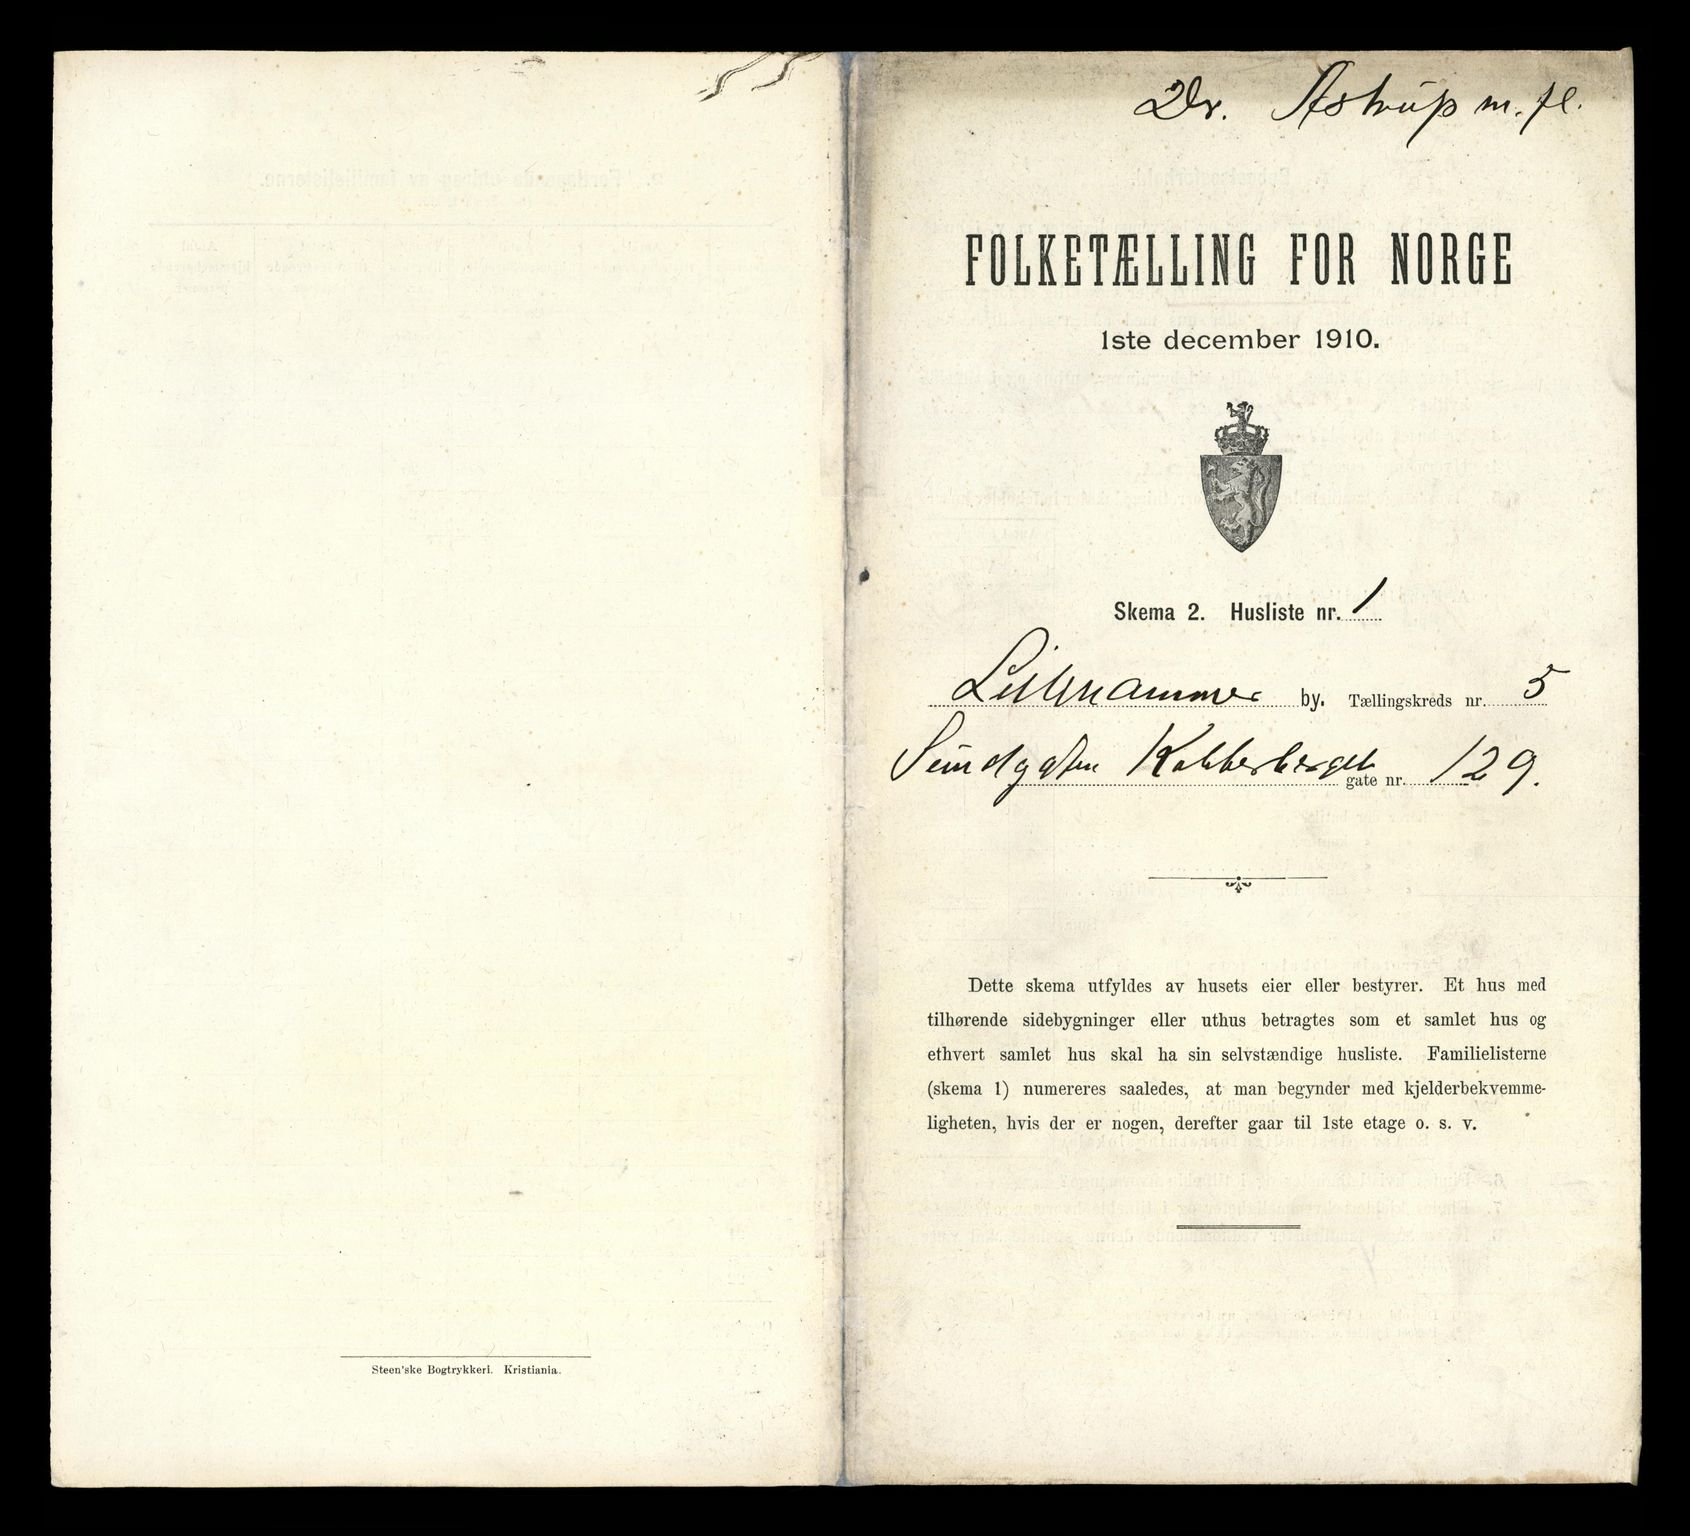 Dr. Astrup m. fl.
FOLKETÆLLING FOR NORGE
1ste december 1910.
Skema 2. Husliste nr. 1
Lillehammer by. Tællingskreds nr. 5
Kobberberget gate nr. 129.
Dette skema utfyldes av husets eier eller bestyrer. Et hus med
tilhørende sidebygninger eller uthus betragtes som et samlet hus og
ethvert samlet hus skal ha sin selvstændige husliste. Familielisterne
(skema 1) numereres saaledes, at man begynder med kjelderbekvemme-
ligheten, hvis der er nogen, derefter gaar til 1ste etage o. s. v.
Steen'ske Bogtrykkeri. Kristiania.